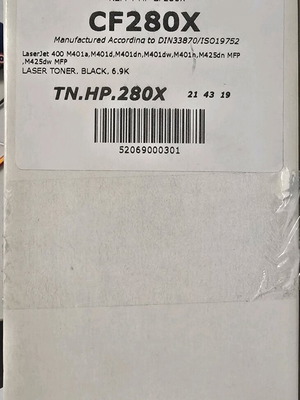 CF280X
Manufactured According to DIN33870/ISO19752
LaserJet 400 M401a,M401d,M401dn,M401dw,M401n,M425dn MFP
,M425dw MFP
LASER TONER, BLACK, 6.9K
TN.HP.280X 21 43 19
52069000301